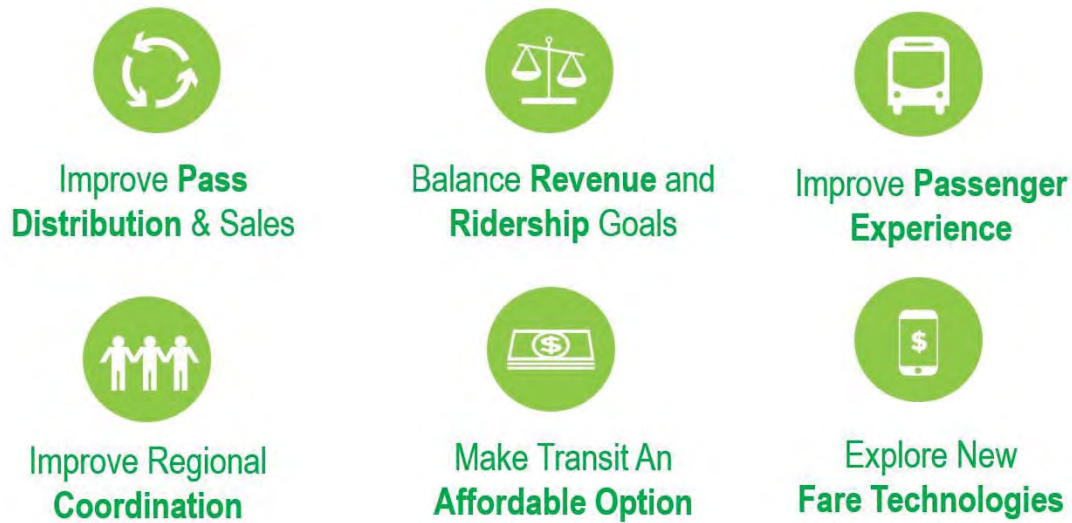 Improve Pass
Distribution & Sales
Balance Revenue and
Ridership Goals
Improve Passenger
Experience
$
$
Improve Regional
Coordination
Make Transit An
Affordable Option
Explore New
Fare Technologies